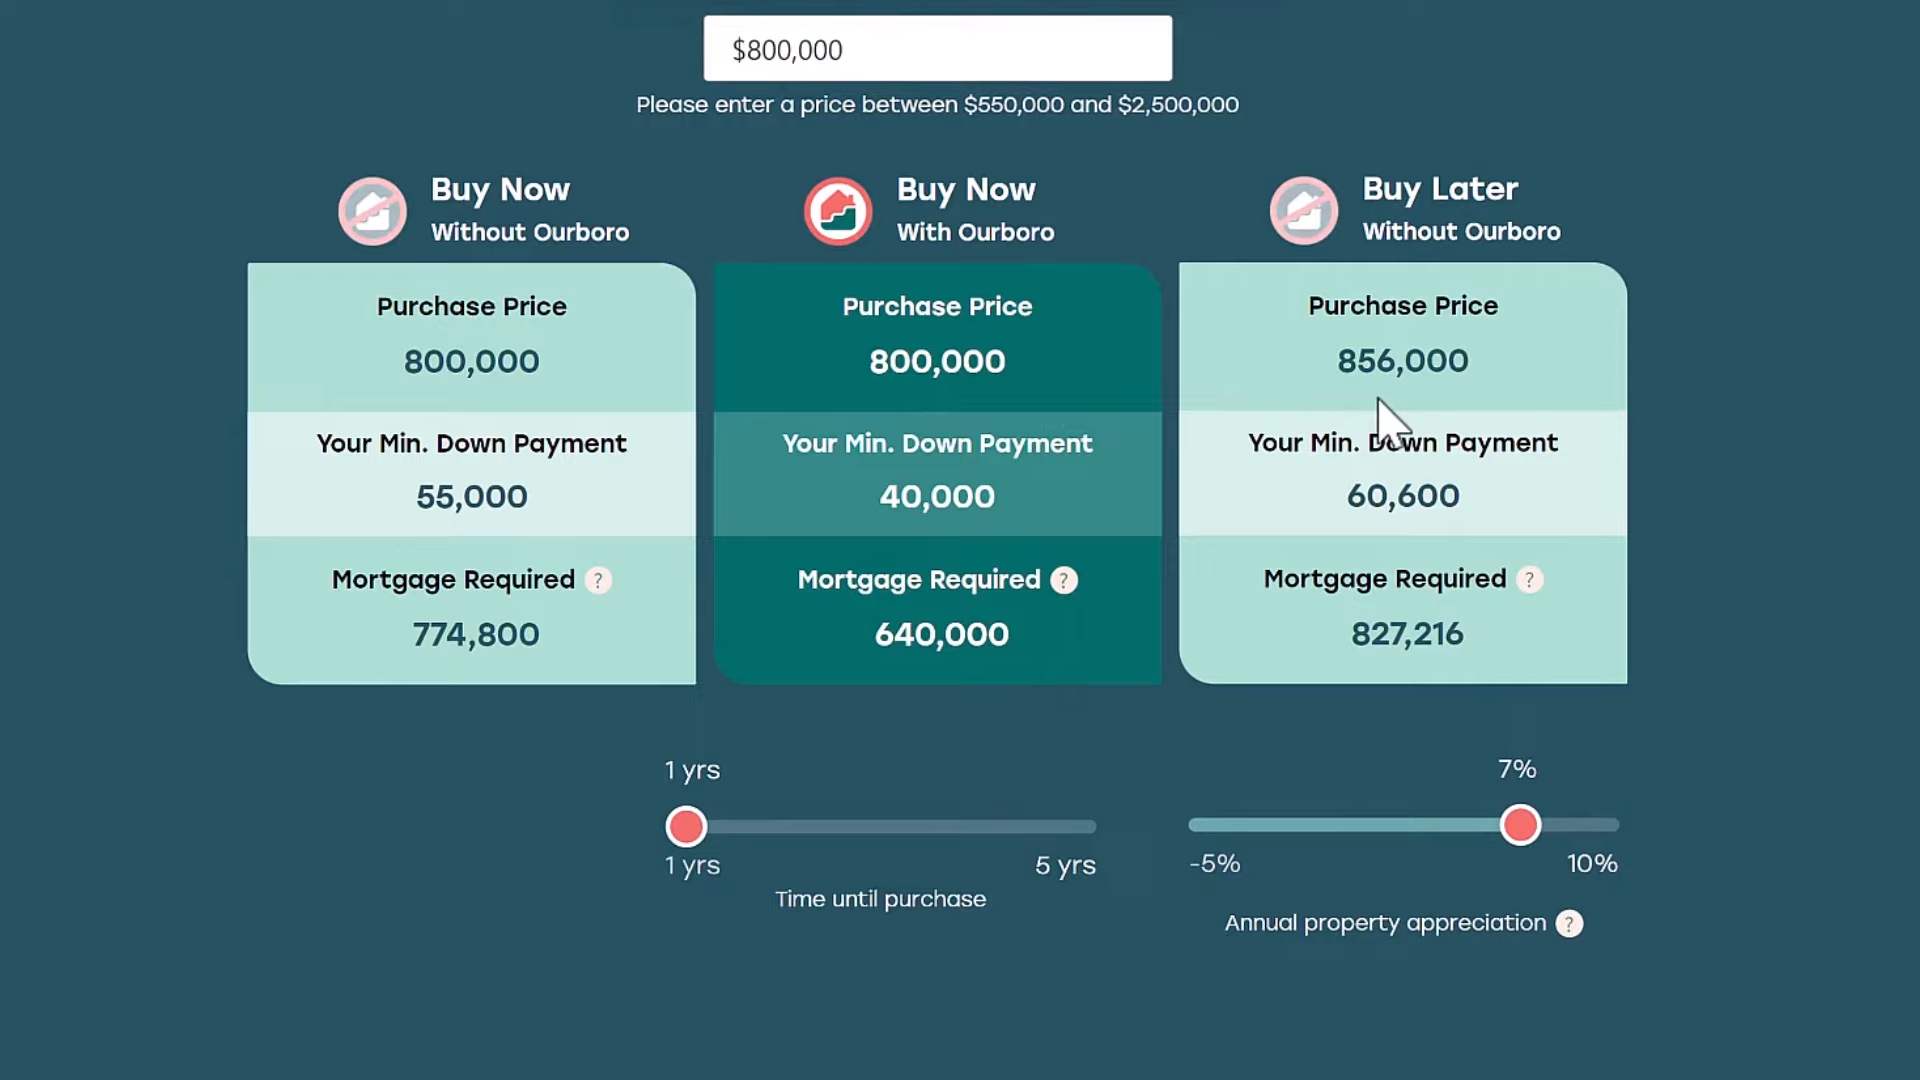 $800,000
Please enter a price between $550,000 and $2,500,000
Buy Now
Without Ourboro
Purchase Price
800,000
Your Min. Down Payment
55,000
Mortgage Required ?
774,800
Buy Now
With Ourboro
Purchase Price
800,000
Your Min. Down Payment
40,000
Mortgage Required ?
640,000
Buy Later
Without Ourboro
Purchase Price
856,000
Your Min. Down Payment
60,600
Mortgage Required ?
827,216
1 yrs
1 yrs
5 yrs
Time until purchase
7%
-5%
10%
Annual property appreciation ?